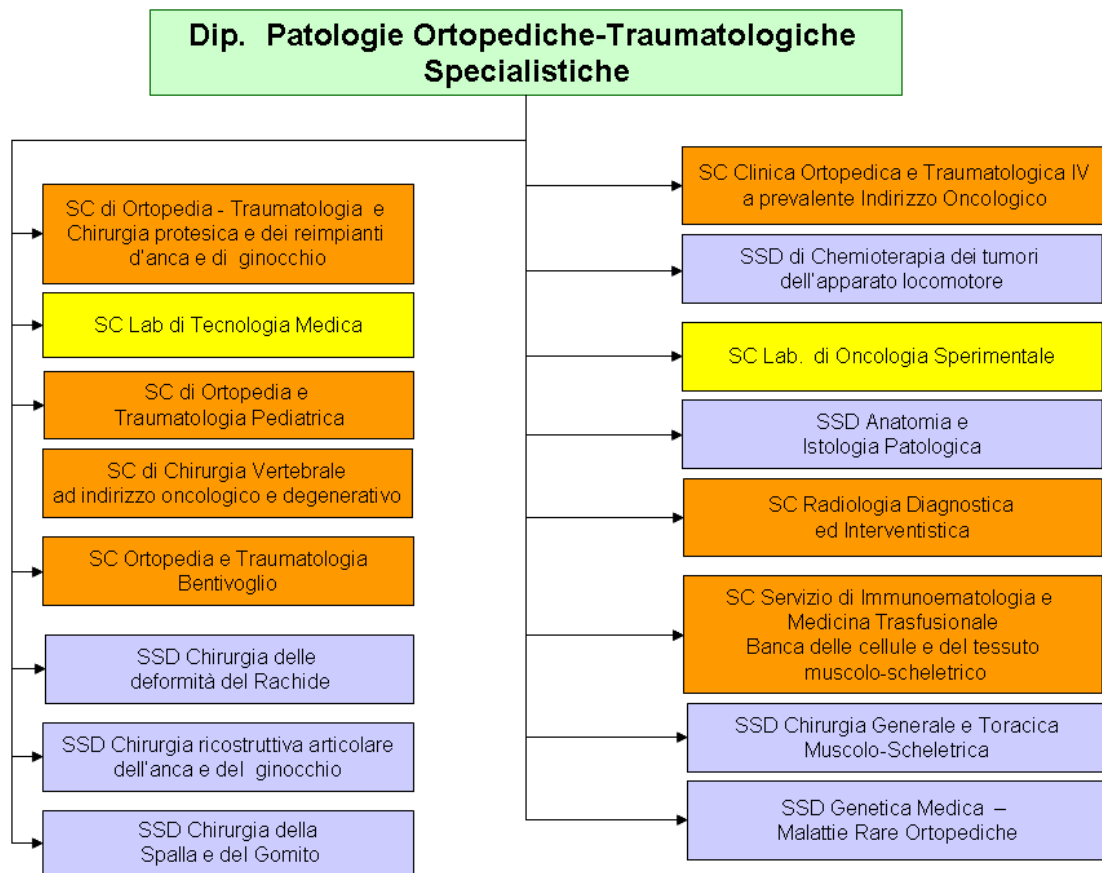 Dip. Patologie Ortopediche-Traumatologiche
Specialistiche
SC di Ortopedia - Traumatologia e
Chirurgia protesica e dei reimpianti
d'anca e di ginocchio
SC Lab di Tecnologia Medica
SC di Ortopedia e
Traumatologia Pediatrica
SC di Chirurgia Vertebrale
ad indirizzo oncologico e degenerativo
SC Ortopedia e Traumatologia
Bentivoglio
SSD Chirurgia delle
deformità del Rachide
SSD Chirurgia ricostruttiva articolare
dell'anca e del ginocchio
SSD Chirurgia della
Spalla e del Gomito
SC Clinica Ortopedica e Traumatologica IV
a prevalente Indirizzo Oncologico
SSD di Chemioterapia dei tumori
dell'apparato locomotore
SC Lab. di Oncologia Sperimentale
SSD Anatomia e
Istologia Patologica
SC Radiologia Diagnostica
ed Interventistica
SC Servizio di Immunoematologia e
Medicina Trasfusionale
Banca delle cellule e del tessuto
muscolo-scheletrico
SSD Chirurgia Generale e Toracica
Muscolo-Scheletrica
SSD Genetica Medica –
Malattie Rare Ortopediche